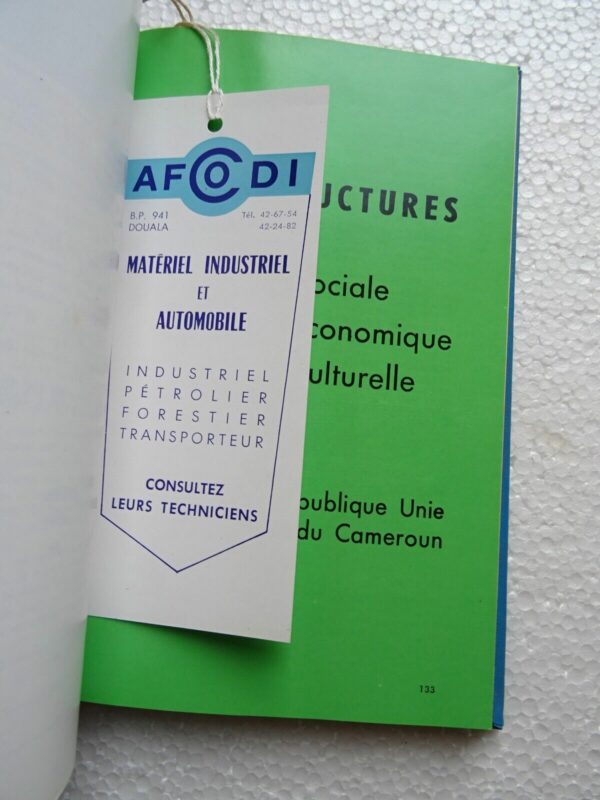 AFCODI
B.P. 941
DOUALA
Tél. 42-67-54
42-24-82
MATÉRIEL INDUSTRIEL
ET
AUTOMOBILE
INDUSTRIEL
PÉTROLIER
FORESTIER
TRANSPORTEUR
CONSULTEZ
LEURS TECHNICIENS
UCTURES
ociale
conomique
ulturelle
publique Unie
du Cameroun
133